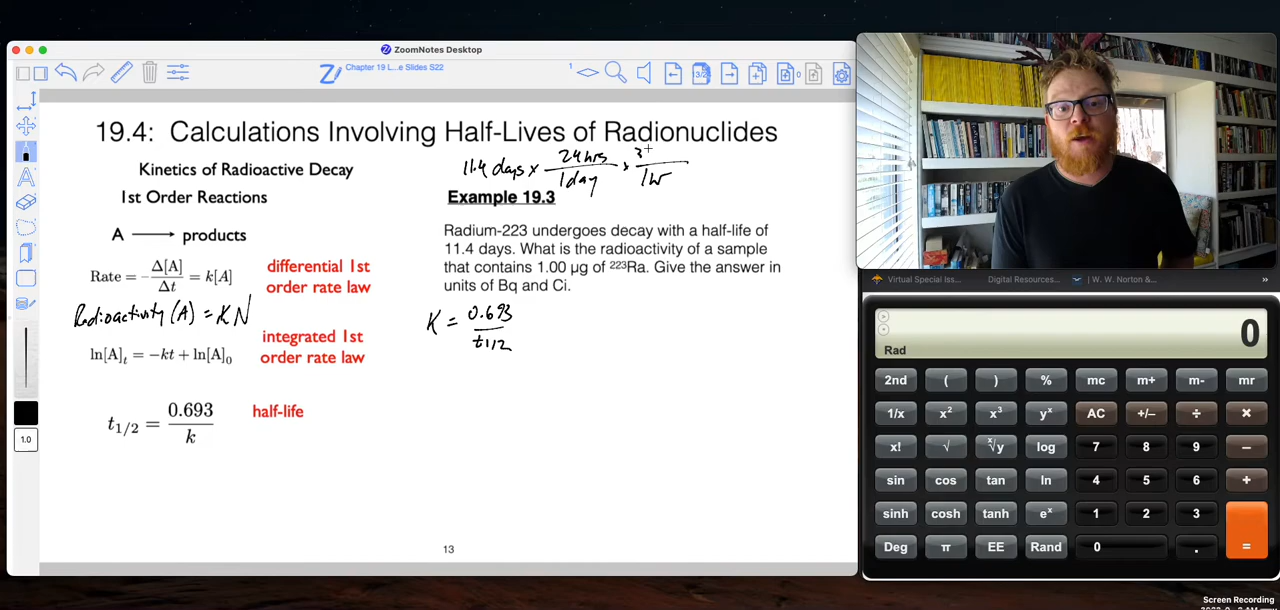 ZoomNotes Desktop
Chapter 19 L...e Slides S22
1
3/2
0
19.4: Calculations Involving Half-Lives of Radionuclides
Kinetics of Radioactive Decay
1st Order Reactions
A ⟶ products
Rate = −Δ[A]/Δt = k[A]
differential 1st
order rate law
Radioactivity (A) = KN
integrated 1st
order rate law
ln[A]t = −kt + ln[A]0
t1/2 = 0.693/k
half-life
11.4 days x 24 hrs/1 day x 3/1 hr
Example 19.3
Radium-223 undergoes decay with a half-life of
11.4 days. What is the radioactivity of a sample
that contains 1.00 µg of ²²³Ra. Give the answer in
units of Bq and Ci.
K = 0.693/t1/2
13
1.0
Virtual Special Iss...
Digital Resources...
W. W. Norton &...
»
0
Rad
2nd ( ) % mc m+ m- mr
1/x x² x³ yˣ AC +/− ÷ ×
x! √ ˣ√y log 7 8 9 −
sin cos tan ln 4 5 6 +
sinh cosh tanh eˣ 1 2 3
Deg π EE Rand 0 . =
Screen Recording